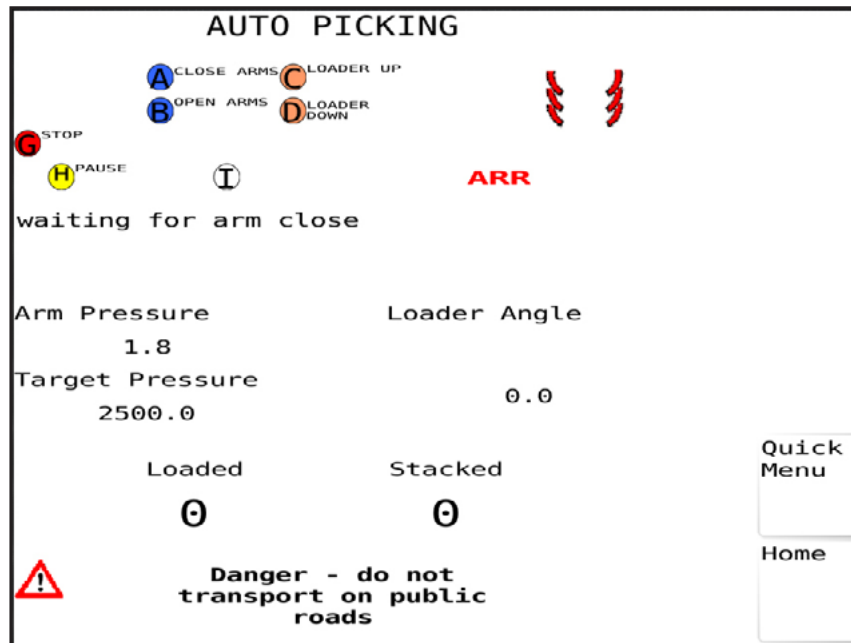 AUTO PICKING
A CLOSE ARMS C LOADER UP
B OPEN ARMS D LOADER
DOWN
G STOP
H PAUSE I ARR
waiting for arm close
Arm Pressure Loader Angle
1.8
Target Pressure
0.0
2500.0
Quick
Menu
Loaded Stacked
0 0
Home
!
Danger - do not
transport on public
roads